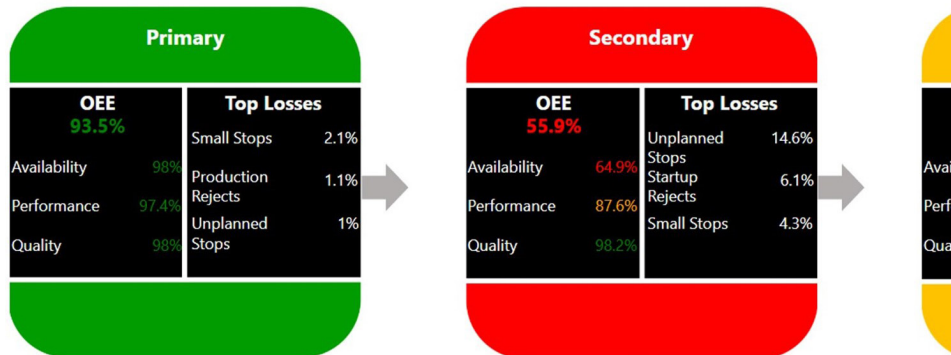 Primary
OEE
93.5%
Availability 98%
Performance 97.4%
Quality 98%
Top Losses
Small Stops 2.1%
Production
Rejects 1.1%
Unplanned
Stops 1%
Secondary
OEE
55.9%
Availability 64.9%
Performance 87.6%
Quality 98.2%
Top Losses
Unplanned
Stops 14.6%
Startup
Rejects 6.1%
Small Stops 4.3%
Avai
Perf
Qua